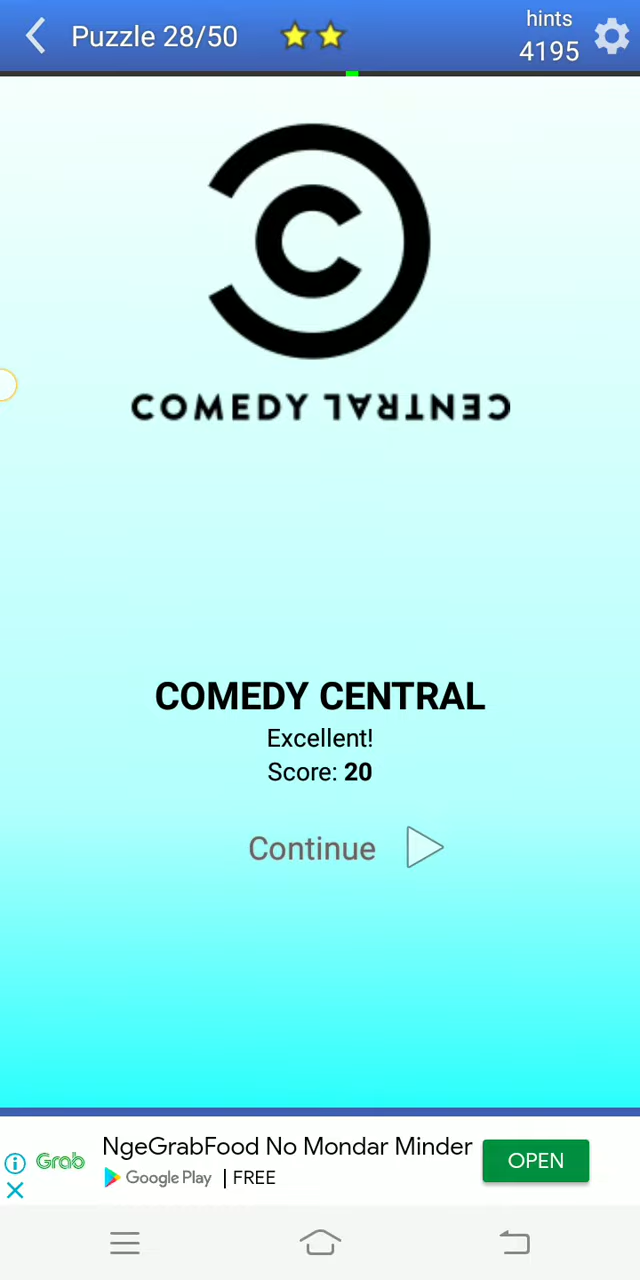 Puzzle 28/50
hints
4195
COMEDY CENTRAL
COMEDY CENTRAL
Excellent!
Score: 20
Continue
Grab
NgeGrabFood No Mondar Minder
Google Play | FREE
OPEN